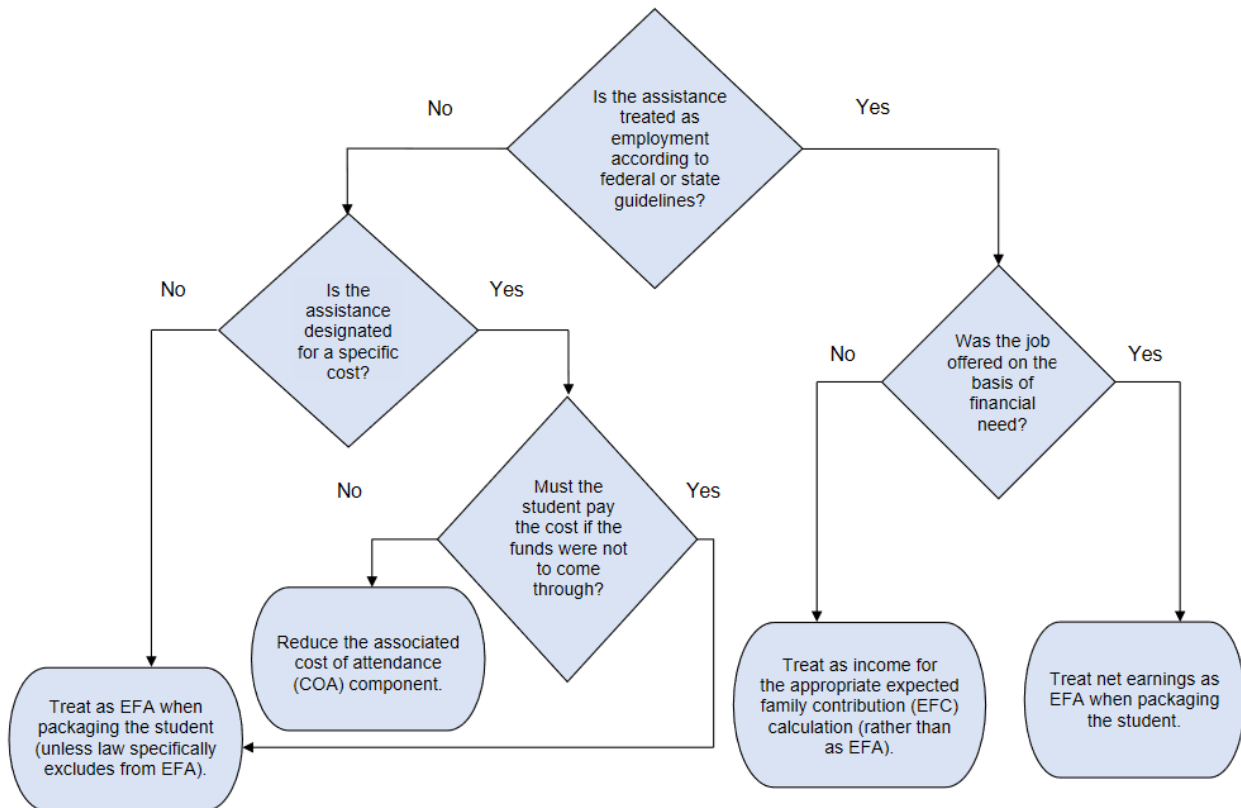 Is the assistance
treated as
employment
according to
federal or state
guidelines?
No
Yes
Is the
assistance
designated
for a specific
cost?
No
Yes
Was the job
offered on the
basis of
financial
need?
No
Yes
Must the
student pay
the cost if the
funds were not
to come
through?
No
Yes
Reduce the associated
cost of attendance
(COA) component.
Treat as EFA when
packaging the student
(unless law specifically
excludes from EFA).
Treat as income for
the appropriate expected
family contribution (EFC)
calculation (rather than
as EFA).
Treat net earnings as
EFA when packaging
the student.